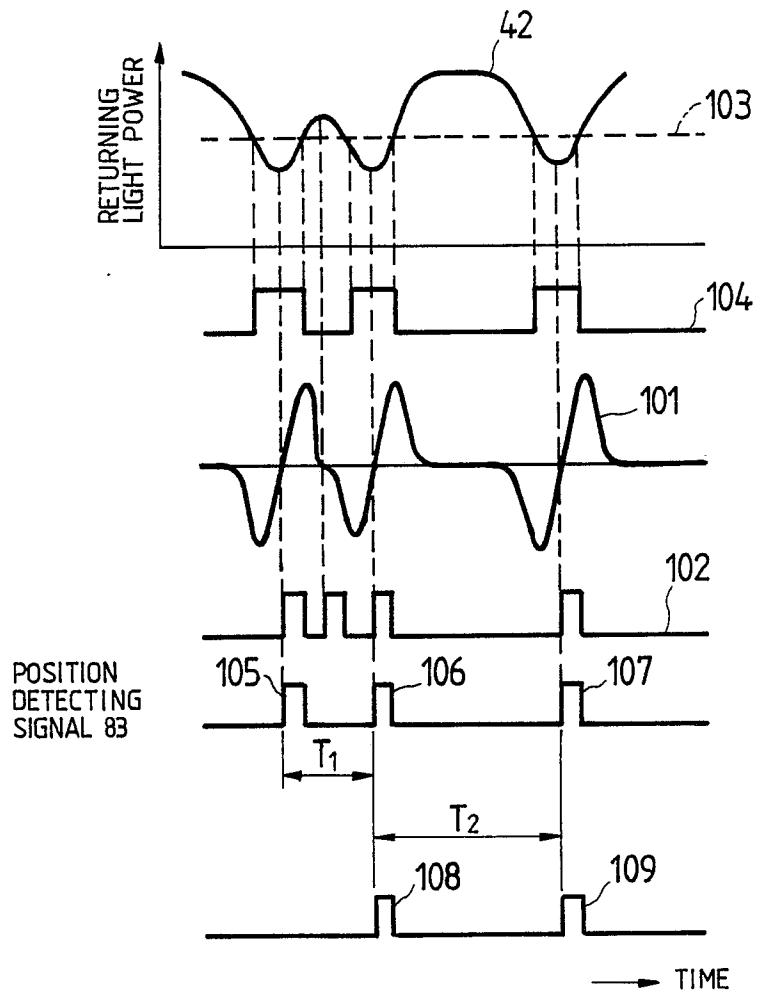 42
RETURNING
LIGHT POWER
103
104
101
102
POSITION
DETECTING
SIGNAL 83
105
106
107
T1
T2
108
109
TIME